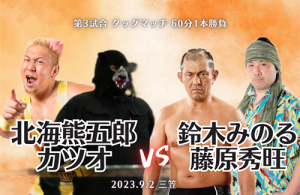 第3試合 タッグマッチ 60分1本勝負
北海熊五郎
カツオ
VS
鈴木みのる
藤原秀旺
2023.9.2 三笠